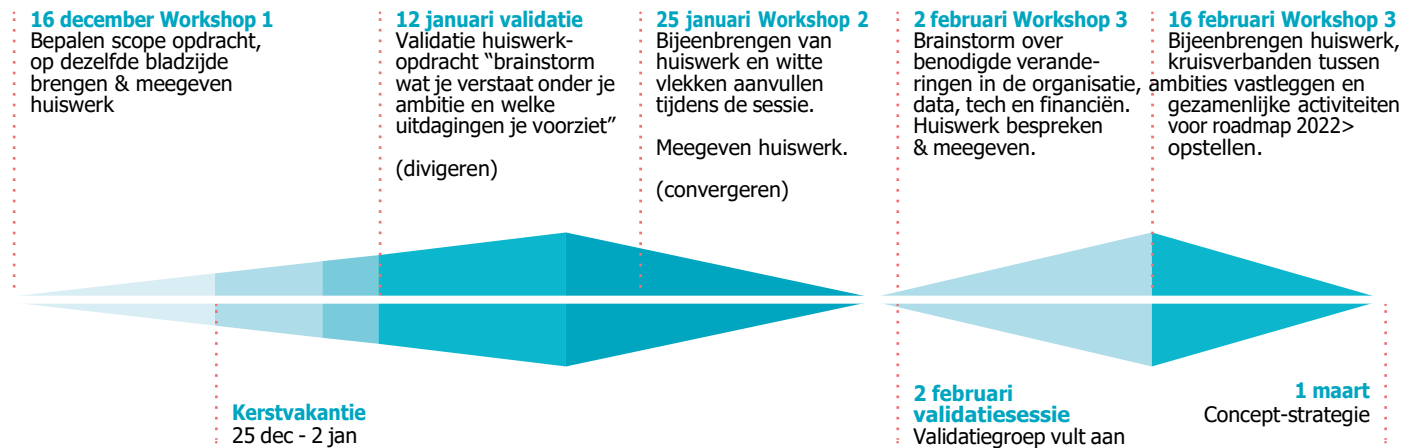 16 december Workshop 1
Bepalen scope opdracht,
op dezelfde bladzijde
brengen & meegeven
huiswerk
12 januari validatie
Validatie huiswerk-
opdracht “brainstorm
wat je verstaat onder je
ambitie en welke
uitdagingen je voorziet”
(divigeren)
25 januari Workshop 2
Bijeenbrengen van
huiswerk en witte
vlekken aanvullen
tijdens de sessie.
Meegeven huiswerk.
(convergeren)
2 februari Workshop 3
Brainstorm over
benodigde verande-
ringen in de organisatie,
data, tech en financiën.
Huiswerk bespreken
& meegeven.
16 februari Workshop 3
Bijeenbrengen huiswerk,
kruisverbanden tussen
ambities vastleggen en
gezamenlijke activiteiten
voor roadmap 2022>
opstellen.
Kerstvakantie
25 dec - 2 jan
2 februari
validatiesessie
Validatiegroep vult aan
1 maart
Concept-strategie